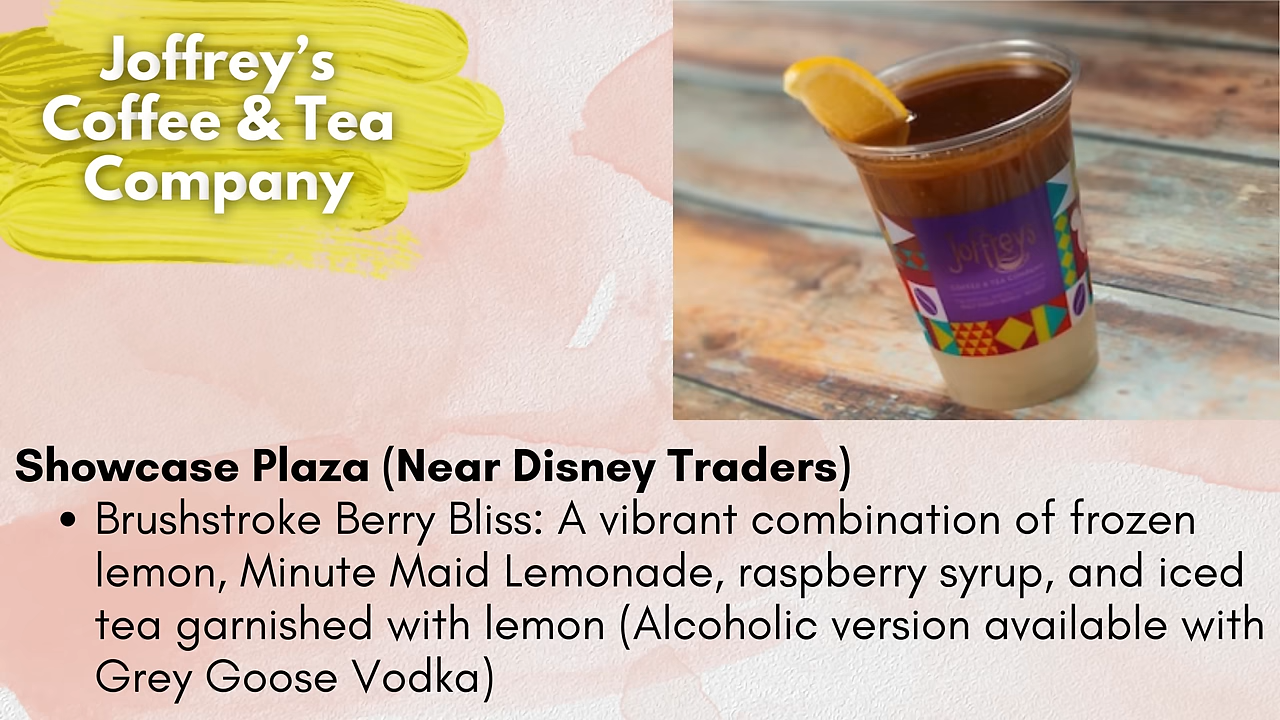 Joffrey’s
Coffee & Tea
Company
Joffrey's
Showcase Plaza (Near Disney Traders)
• Brushstroke Berry Bliss: A vibrant combination of frozen
lemon, Minute Maid Lemonade, raspberry syrup, and iced
tea garnished with lemon (Alcoholic version available with
Grey Goose Vodka)